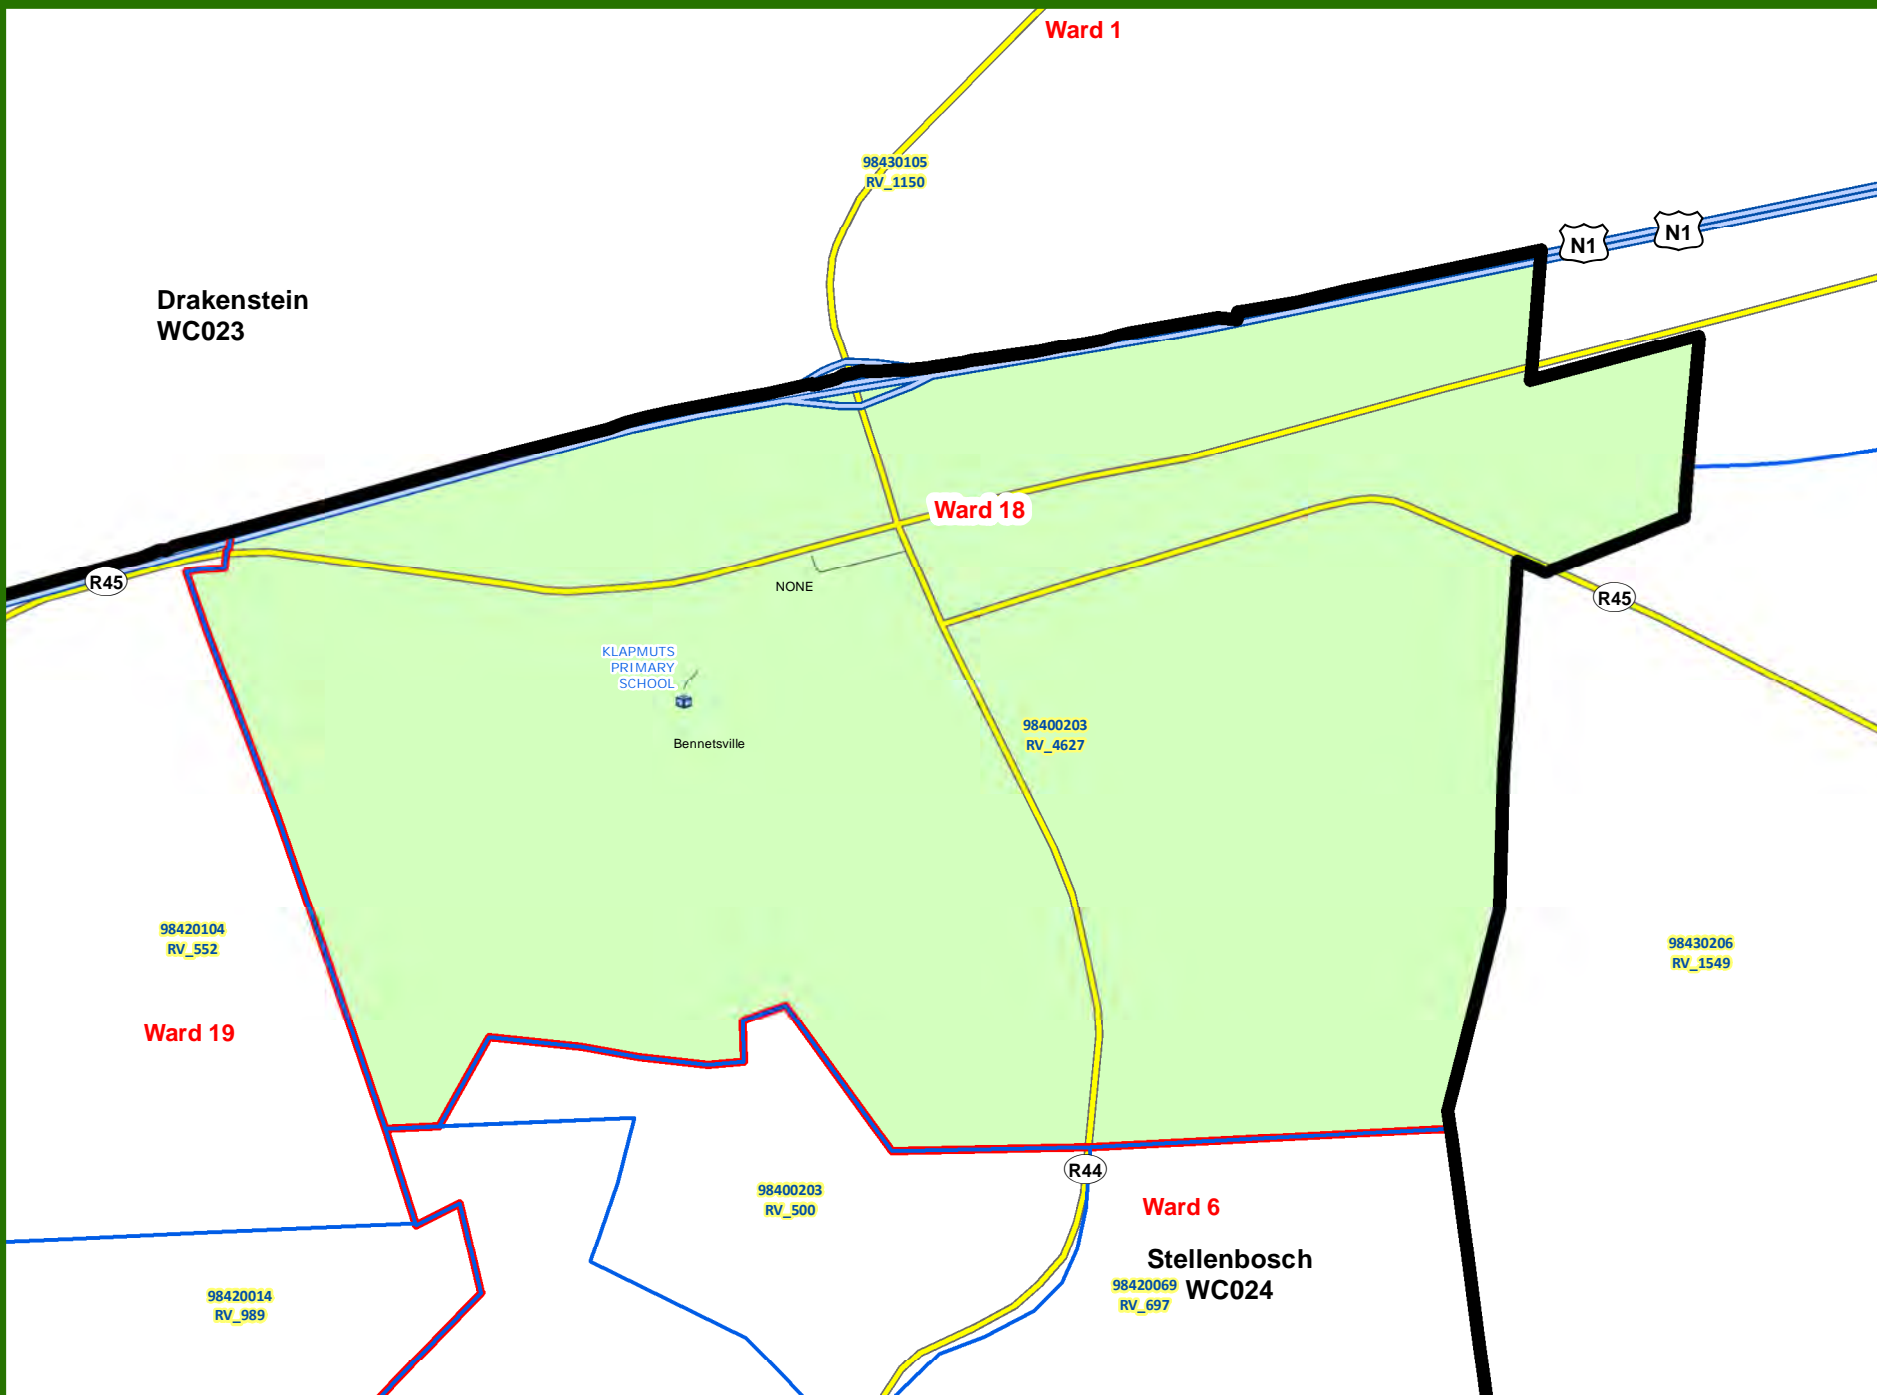 Ward 1
98430105
RV_1150
N1
N1
Drakenstein
WC023
Ward 18
R45
NONE
R45
KLAPMUTS
PRIMARY
SCHOOL
Bennetsville
98400203
RV_4627
98420104
RV_552
98430206
RV_1549
Ward 19
R44
98400203
RV_500
Ward 6
Stellenbosch
WC024
98420069
RV_697
98420014
RV_989